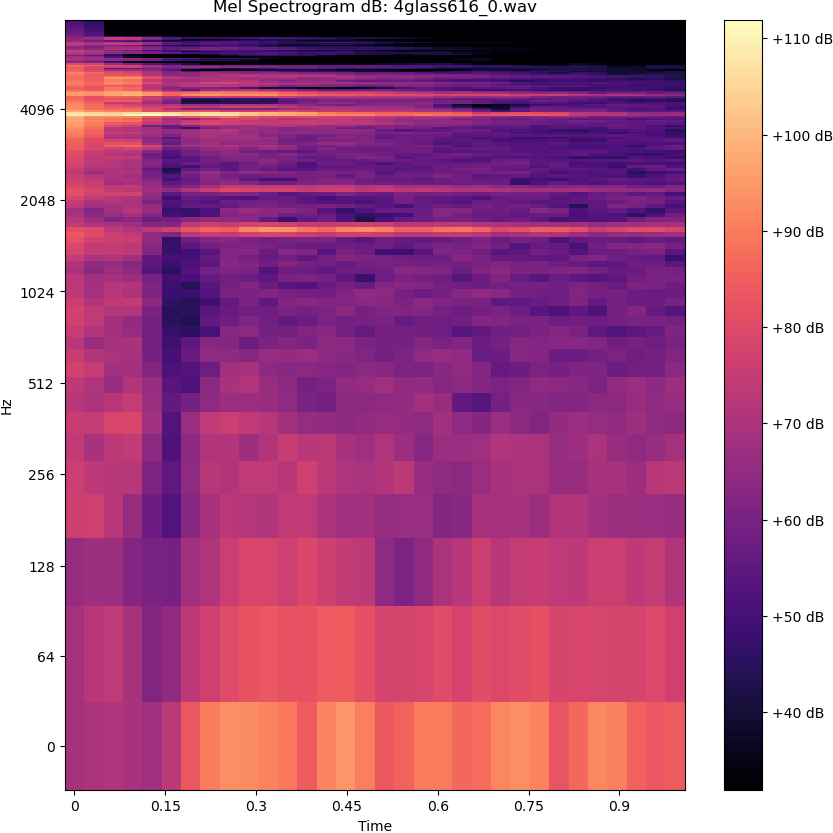 Mel Spectrogram dB: 4glass616_0.wav
+110 dB
4096
+100 dB
2048
+90 dB
1024
+80 dB
512
Hz
+70 dB
256
+60 dB
128
+50 dB
64
+40 dB
0
0 0.15 0.3 0.45 0.6 0.75 0.9
Time